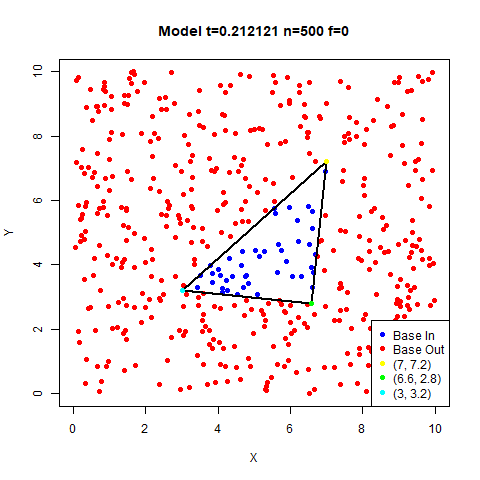 Model t=0.212121 n=500 f=0
10
8
6
4
2
0
Y
Base In
Base Out
(7, 7.2)
(6.6, 2.8)
(3, 3.2)
0 2 4 6 8 10
X